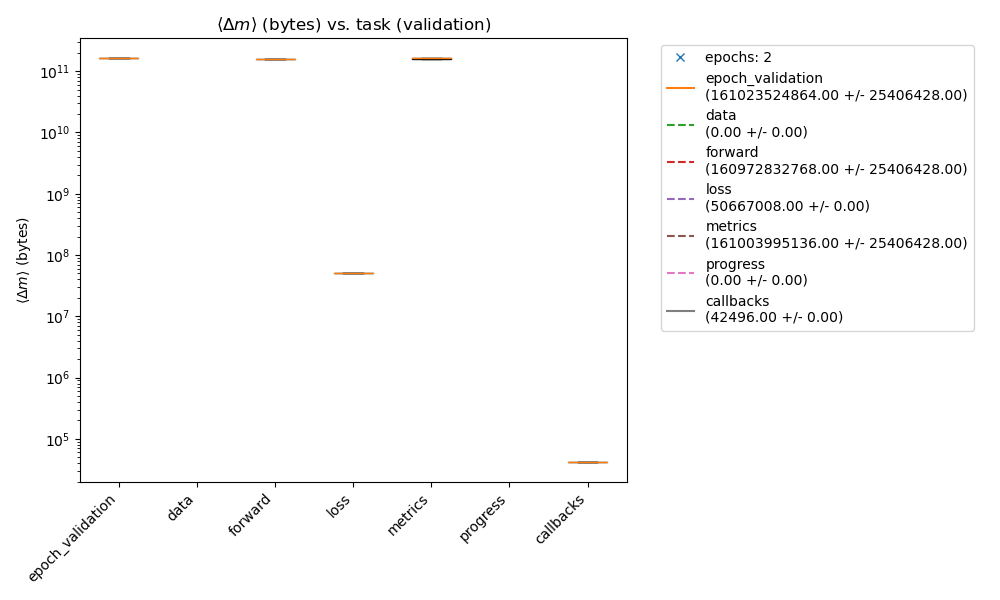 ⟨Δm⟩ (bytes) vs. task (validation)
⟨Δm⟩ (bytes)
10¹¹
10¹⁰
10⁹
10⁸
10⁷
10⁶
10⁵
epoch_validation
data
forward
loss
metrics
progress
callbacks
epochs: 2
epoch_validation
(161023524864.00 +/- 25406428.00)
data
(0.00 +/- 0.00)
forward
(160972832768.00 +/- 25406428.00)
loss
(50667008.00 +/- 0.00)
metrics
(161003995136.00 +/- 25406428.00)
progress
(0.00 +/- 0.00)
callbacks
(42496.00 +/- 0.00)